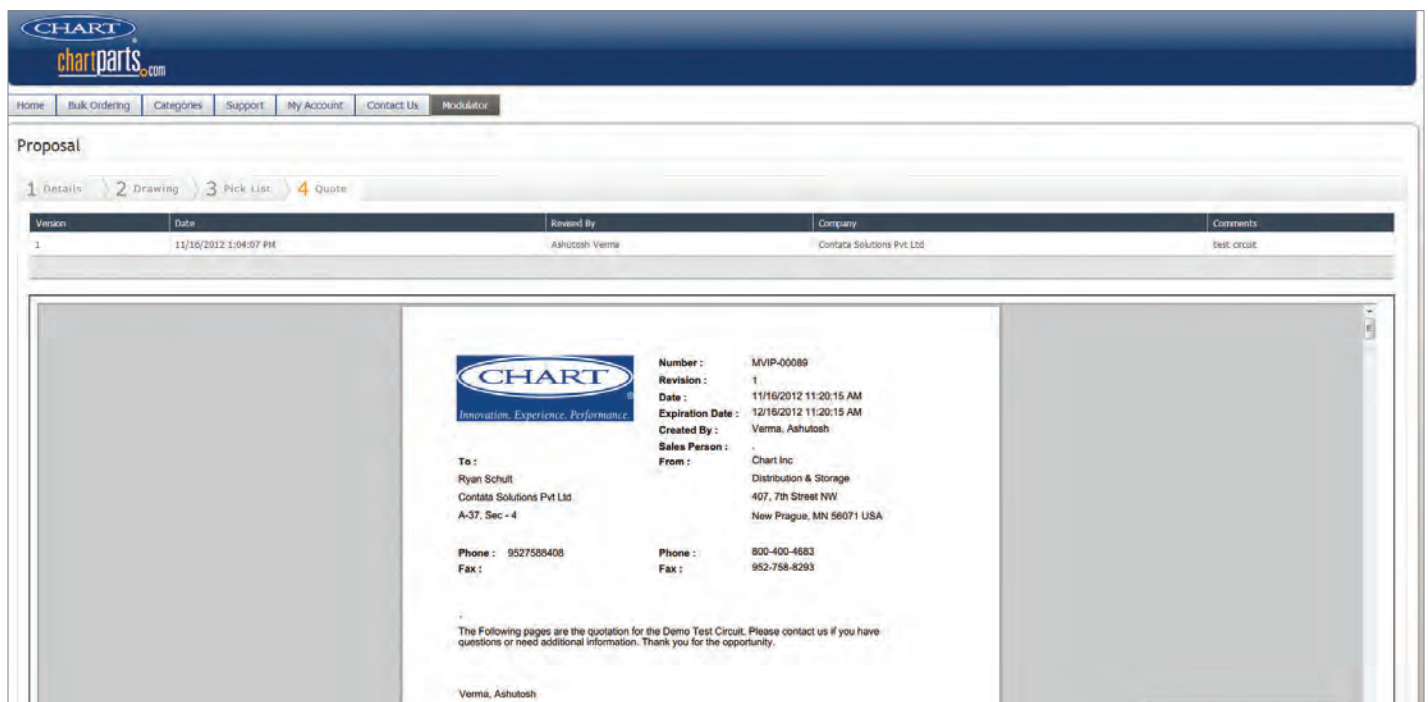 CHART
chartparts.com
Home Bulk Ordering Categories Support My Account Contact Us Modulator
Proposal
1 Details 2 Drawing 3 Pick List 4 Quote
Version Date Revised By Company Comments
1 11/16/2012 1:04:07 PM Ashutosh Verma Contata Solutions Pvt Ltd test circuit
CHART
Innovation. Experience. Performance.
Number : MVIP-00089
Revision : 1
Date : 11/16/2012 11:20:15 AM
Expiration Date : 12/16/2012 11:20:15 AM
Created By : Verma, Ashutosh
Sales Person : .
To : From : Chart Inc
Ryan Schult Distribution & Storage
Contata Solutions Pvt Ltd 407, 7th Street NW
A-37, Sec - 4 New Prague, MN 56071 USA
Phone : 9527588408 Phone : 800-400-4683
Fax : Fax : 952-758-8293
.
The Following pages are the quotation for the Demo Test Circuit. Please contact us if you have
questions or need additional information. Thank you for the opportunity.
Verma, Ashutosh